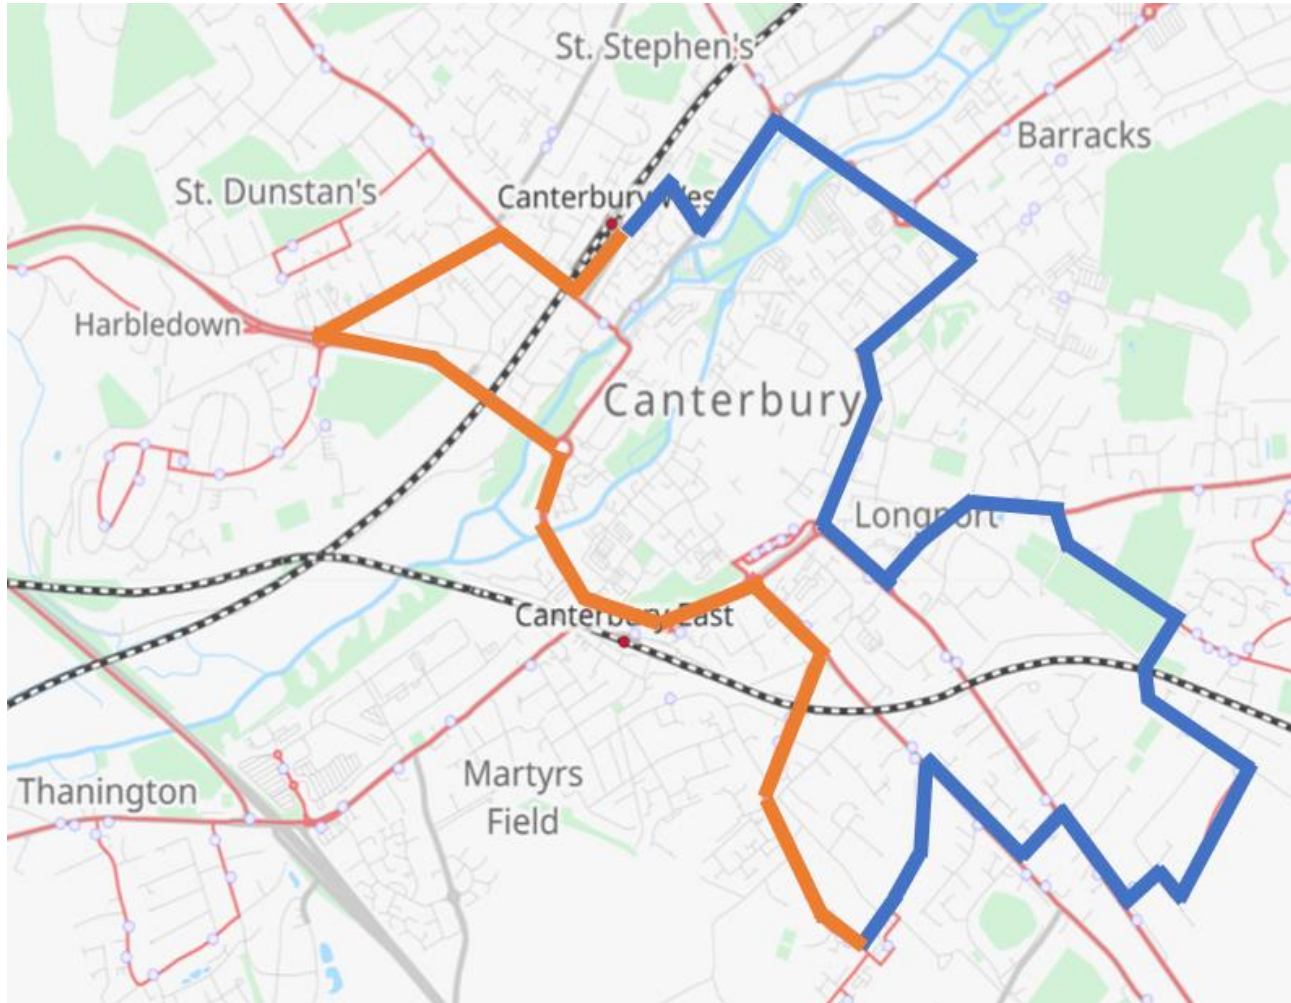 St. Stephen's
Barracks
St. Dunstan's
Canterbury West
Harbledown
Canterbury
Longport
Canterbury East
Martyrs
Field
Thanington